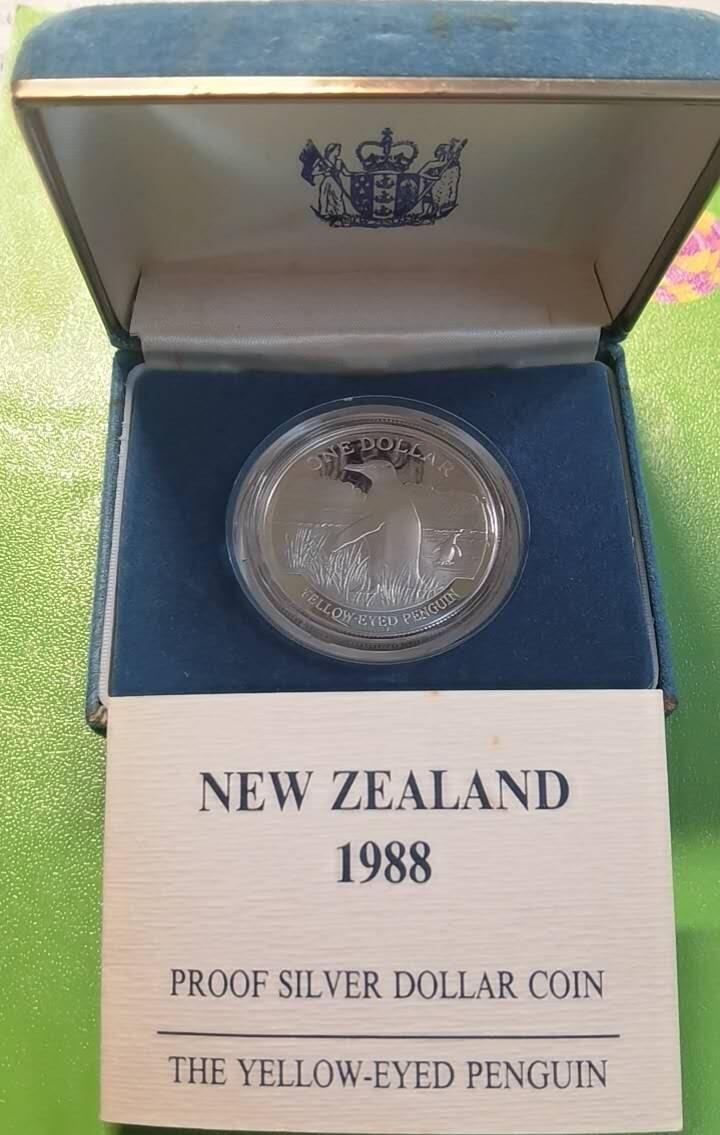 ONE DOLLAR
YELLOW-EYED PENGUIN
NEW ZEALAND
1988
PROOF SILVER DOLLAR COIN
THE YELLOW-EYED PENGUIN